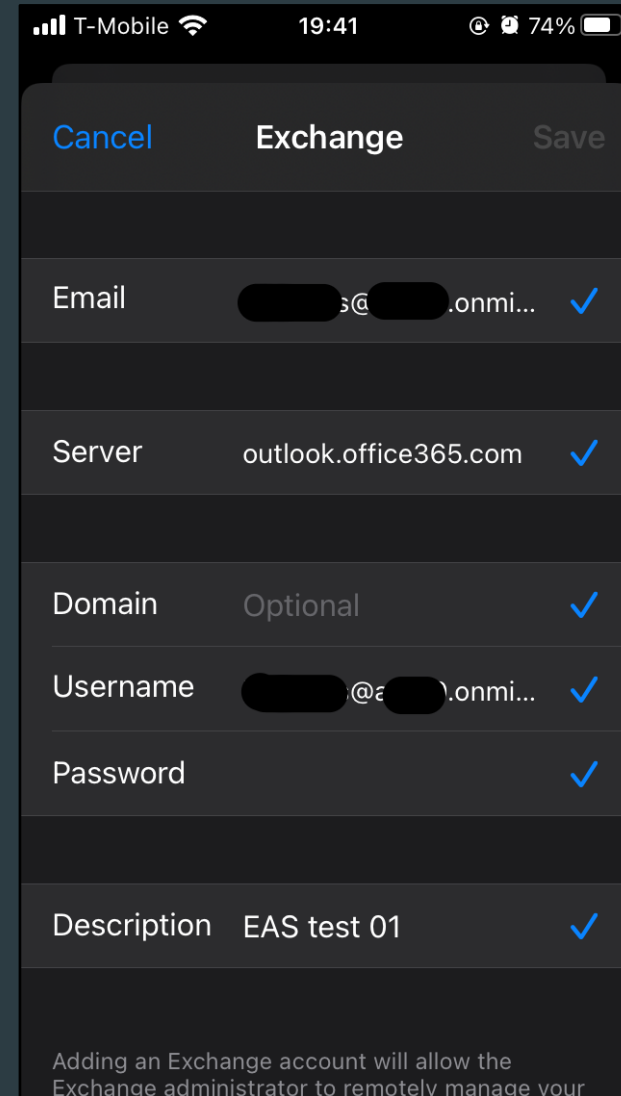 T-Mobile 19:41 74%
Cancel Exchange Save
Email s@ .onmi...
Server outlook.office365.com
Domain Optional
Username @a .onmi...
Password
Description EAS test 01
Adding an Exchange account will allow the
Exchange administrator to remotely manage your